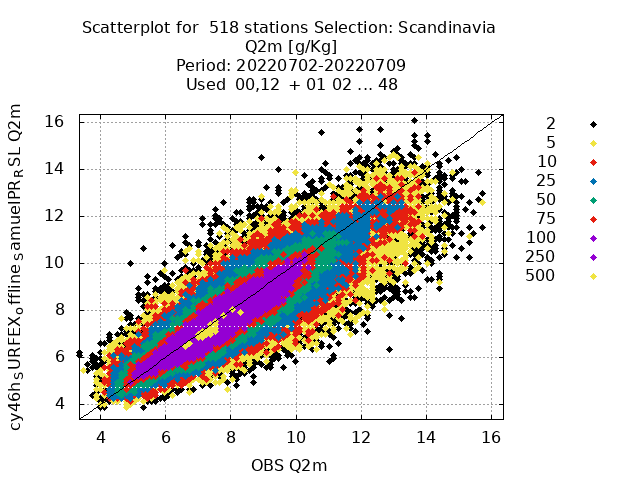 Scatterplot for 518 stations Selection: Scandinavia
Q2m [g/Kg]
Period: 20220702-20220709
Used 00,12 + 01 02 ... 48
cy46h_SURFEX_offline_SamuelPR_RSL Q2m
16
14
12
10
8
6
4
4 6 8 10 12 14 16
OBS Q2m
2
5
10
25
50
75
100
250
500